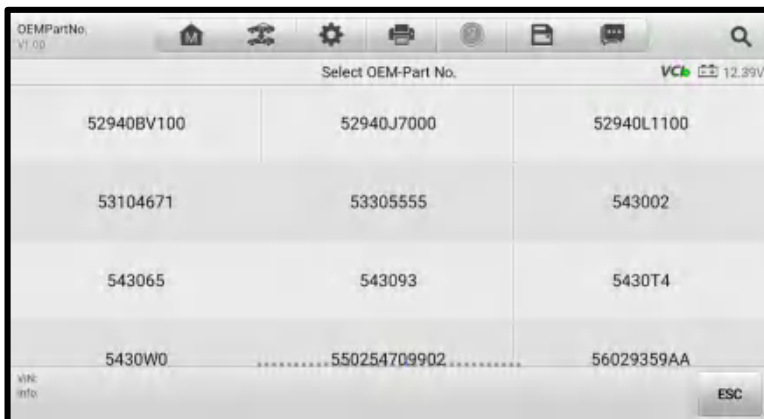 OEMPartNo.
V1.00
M
Select OEM-Part No.
VCI 12.39V
52940BV100 52940J7000 52940L1100
53104671 53305555 543002
543065 543093 5430T4
5430W0 550254709902 56029359AA
VIN:
Info:
ESC